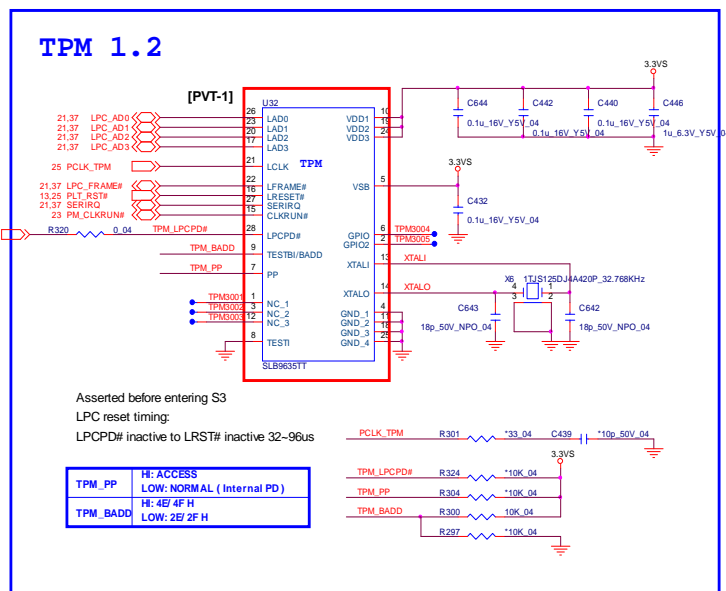 TPM 1.2
[PVT-1]
U32
TPM
SLB9635TT
21,37 LPC_AD0
21,37 LPC_AD1
21,37 LPC_AD2
21,37 LPC_AD3
25 PCLK_TPM
21,37 LPC_FRAME#
13,25 PLT_RST#
21,37 SERIRQ
23 PM_CLKRUN#
R320 0_04 TPM_LPCPD#
TPM_BADD
TPM_PP
TPM3001
TPM3002
TPM3003
26 LAD0
23 LAD1
20 LAD2
17 LAD3
21 LCLK
22 LFRAME#
16 LRESET#
27 SERIRQ
15 CLKRUN#
28 LPCPD#
9 TESTBI/BADD
7 PP
1 NC_1
3 NC_2
12 NC_3
8 TESTI
VDD1 10
VDD2 19
VDD3 24
VSB 5
GPIO 6 TPM3004
GPIO2 2 TPM3005
XTALI 13 XTALI
XTALO 14 XTALO
GND_1 4
GND_2 11
GND_3 18
GND_4 25
3.3VS
C644
0.1u_16V_Y5V_04
C442
0.1u_16V_Y5V_04
C440
0.1u_16V_Y5V_04
C446
1u_6.3V_Y5V_04
3.3VS
C432
0.1u_16V_Y5V_04
X6 1TJS125DJ4A420P_32.768KHz
4 1
3 2
C643
18p_50V_NPO_04
C642
18p_50V_NPO_04
Asserted before entering S3
LPC reset timing:
LPCPD# inactive to LRST# inactive 32~96us
TPM_PP
HI: ACCESS
LOW: NORMAL ( Internal PD )
TPM_BADD
HI: 4E/ 4F H
LOW: 2E/ 2F H
PCLK_TPM R301 *33_04 C439 *10p_50V_04
3.3VS
TPM_LPCPD# R324 *10K_04
TPM_PP R304 *10K_04
TPM_BADD R300 10K_04
R297 *10K_04